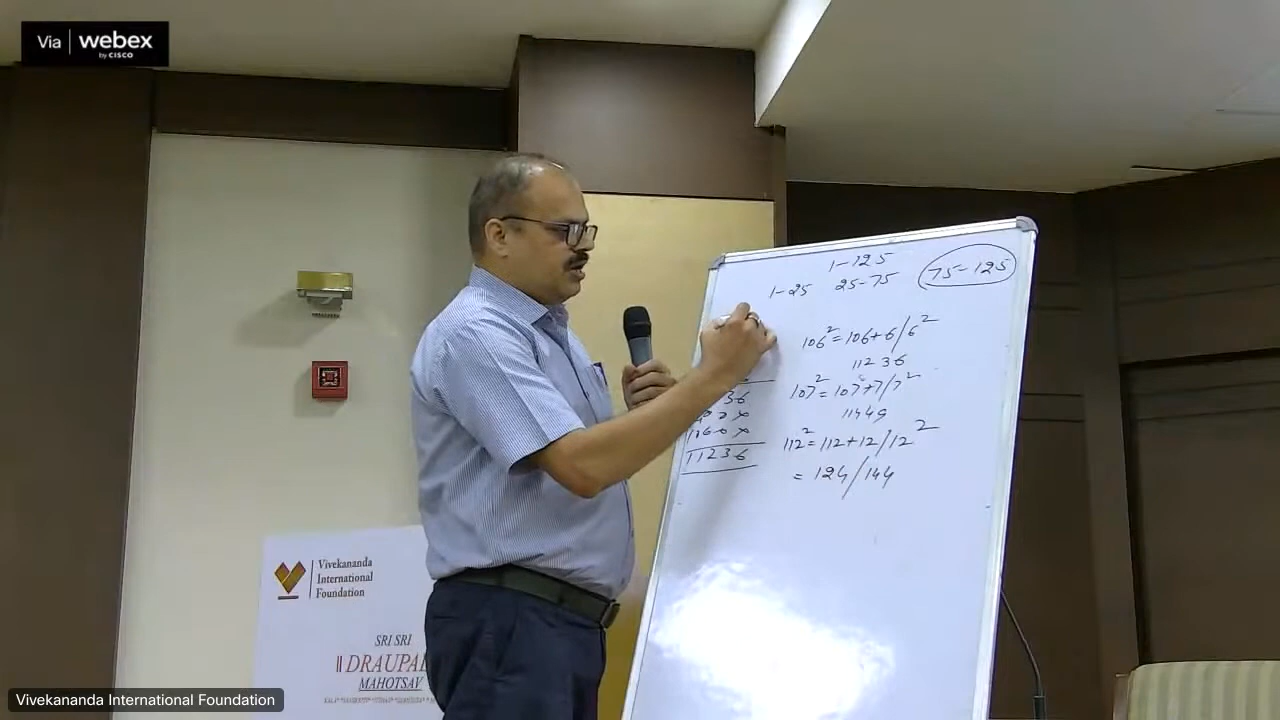 Via webex
by CISCO
1-125
1-25 25-75 75-125
106²=106+6/6²
11236
107²=107+7/7²
11449
112²=112+12/12²
= 124/144
36
11236
Vivekananda
International
Foundation
SRI SRI
DRAUPAD
MAHOTSAV
Vivekananda International Foundation